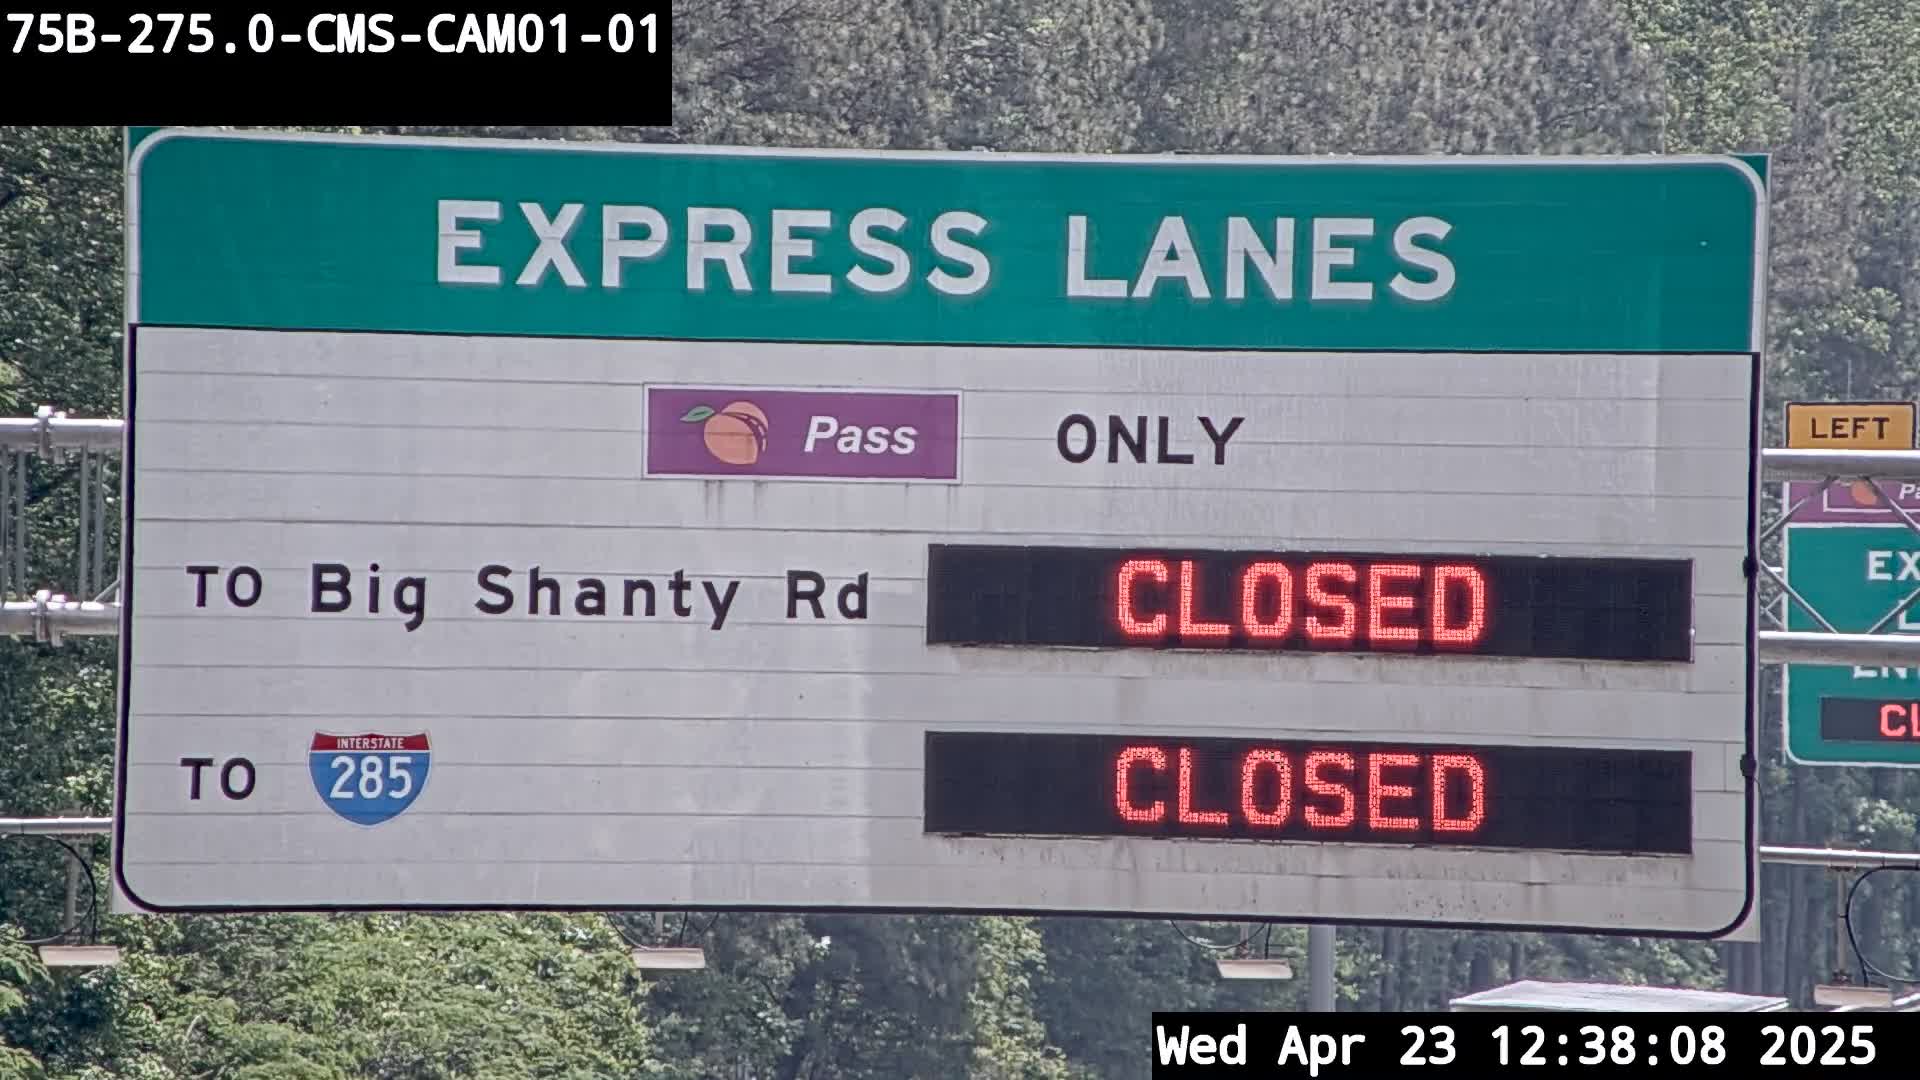 75B-275.0-CMS-CAM01-01
EXPRESS LANES
Pass ONLY
TO Big Shanty Rd CLOSED
TO INTERSTATE 285 CLOSED
LEFT
Wed Apr 23 12:38:08 2025